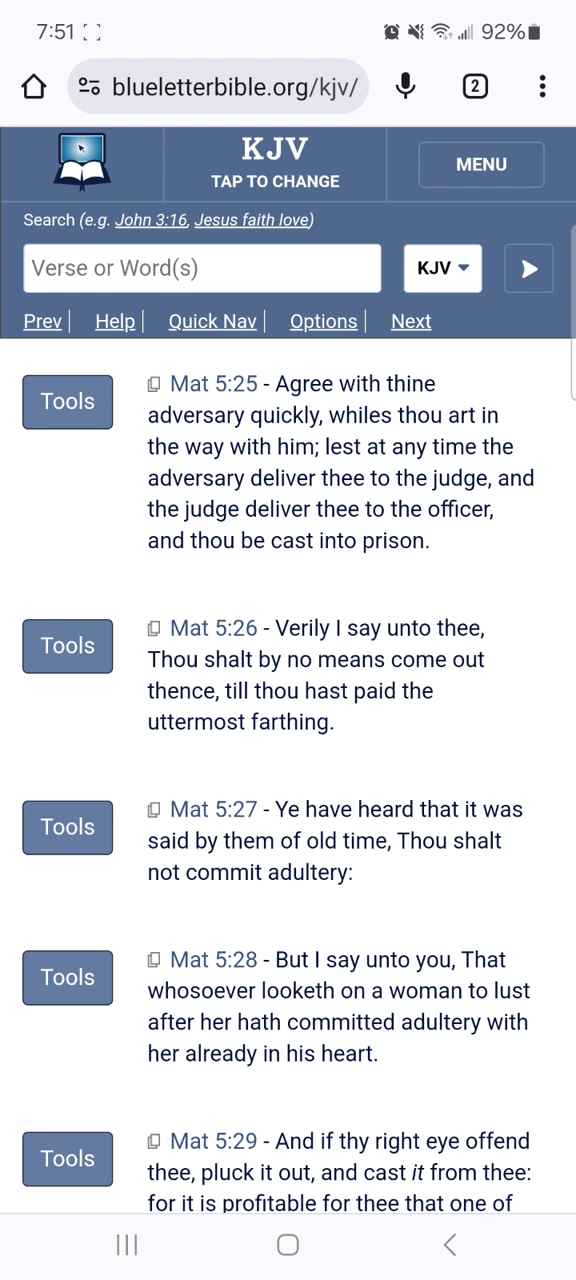 7:51 92%
blueletterbible.org/kjv/ 2
KJV
TAP TO CHANGE
MENU
Search (e.g. John 3:16, Jesus faith love)
Verse or Word(s) KJV
Prev | Help | Quick Nav | Options | Next
Tools
Mat 5:25 - Agree with thine
adversary quickly, whiles thou art in
the way with him; lest at any time the
adversary deliver thee to the judge, and
the judge deliver thee to the officer,
and thou be cast into prison.
Tools
Mat 5:26 - Verily I say unto thee,
Thou shalt by no means come out
thence, till thou hast paid the
uttermost farthing.
Tools
Mat 5:27 - Ye have heard that it was
said by them of old time, Thou shalt
not commit adultery:
Tools
Mat 5:28 - But I say unto you, That
whosoever looketh on a woman to lust
after her hath committed adultery with
her already in his heart.
Tools
Mat 5:29 - And if thy right eye offend
thee, pluck it out, and cast it from thee:
for it is profitable for thee that one of